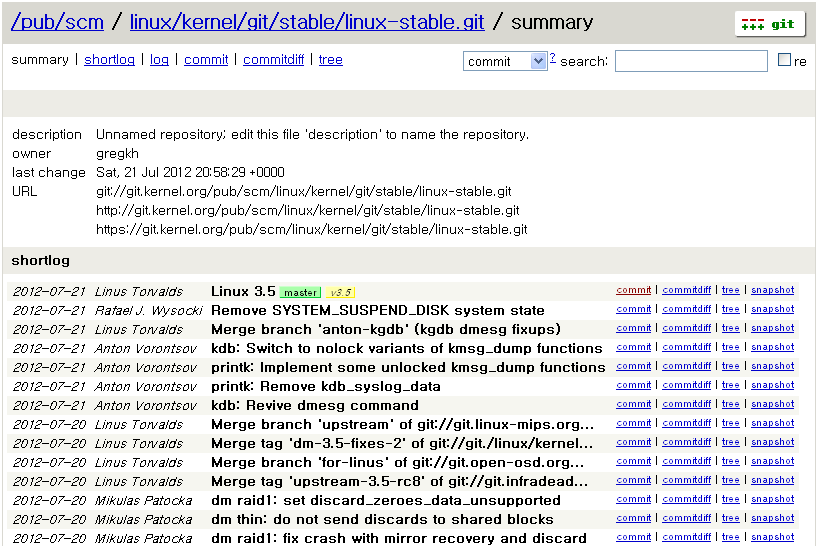 /pub/scm / linux/kernel/git/stable/linux-stable.git / summary git
summary | shortlog | log | commit | commitdiff | tree commit ? search: re
description Unnamed repository; edit this file 'description' to name the repository.
owner gregkh
last change Sat, 21 Jul 2012 20:58:29 +0000
URL git://git.kernel.org/pub/scm/linux/kernel/git/stable/linux-stable.git
http://git.kernel.org/pub/scm/linux/kernel/git/stable/linux-stable.git
https://git.kernel.org/pub/scm/linux/kernel/git/stable/linux-stable.git
shortlog
2012-07-21 Linus Torvalds Linux 3.5 master v3.5 commit | commitdiff | tree | snapshot
2012-07-21 Rafael J. Wysocki Remove SYSTEM_SUSPEND_DISK system state commit | commitdiff | tree | snapshot
2012-07-21 Linus Torvalds Merge branch 'anton-kgdb' (kgdb dmesg fixups) commit | commitdiff | tree | snapshot
2012-07-21 Anton Vorontsov kdb: Switch to nolock variants of kmsg_dump functions commit | commitdiff | tree | snapshot
2012-07-21 Anton Vorontsov printk: Implement some unlocked kmsg_dump functions commit | commitdiff | tree | snapshot
2012-07-21 Anton Vorontsov printk: Remove kdb_syslog_data commit | commitdiff | tree | snapshot
2012-07-21 Anton Vorontsov kdb: Revive dmesg command commit | commitdiff | tree | snapshot
2012-07-20 Linus Torvalds Merge branch 'upstream' of git://git.linux-mips.org... commit | commitdiff | tree | snapshot
2012-07-20 Linus Torvalds Merge tag 'dm-3.5-fixes-2' of git://git./linux/kernel... commit | commitdiff | tree | snapshot
2012-07-20 Linus Torvalds Merge branch 'for-linus' of git://git.open-osd.org... commit | commitdiff | tree | snapshot
2012-07-20 Linus Torvalds Merge tag 'upstream-3.5-rc8' of git://git.infradead... commit | commitdiff | tree | snapshot
2012-07-20 Mikulas Patocka dm raid1: set discard_zeroes_data_unsupported commit | commitdiff | tree | snapshot
2012-07-20 Mikulas Patocka dm thin: do not send discards to shared blocks commit | commitdiff | tree | snapshot
2012-07-20 Mikulas Patocka dm raid1: fix crash with mirror recovery and discard commit | commitdiff | tree | snapshot